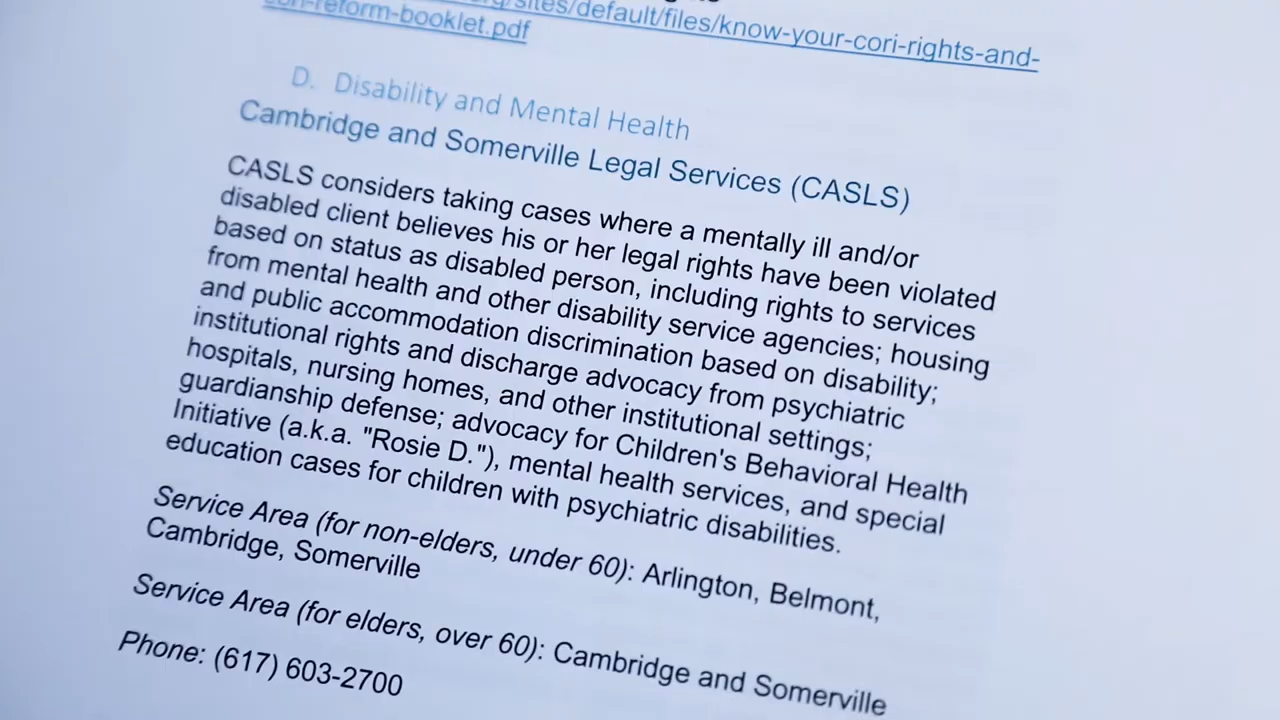 sites/default/files/know-your-cori-rights-and-
cori-reform-booklet.pdf
D. Disability and Mental Health
Cambridge and Somerville Legal Services (CASLS)
CASLS considers taking cases where a mentally ill and/or
disabled client believes his or her legal rights have been violated
based on status as disabled person, including rights to services
from mental health and other disability service agencies; housing
and public accommodation discrimination based on disability;
institutional rights and discharge advocacy from psychiatric
hospitals, nursing homes, and other institutional settings;
guardianship defense; advocacy for Children's Behavioral Health
Initiative (a.k.a. "Rosie D."), mental health services, and special
education cases for children with psychiatric disabilities.
Service Area (for non-elders, under 60): Arlington, Belmont,
Cambridge, Somerville
Service Area (for elders, over 60): Cambridge and Somerville
Phone: (617) 603-2700